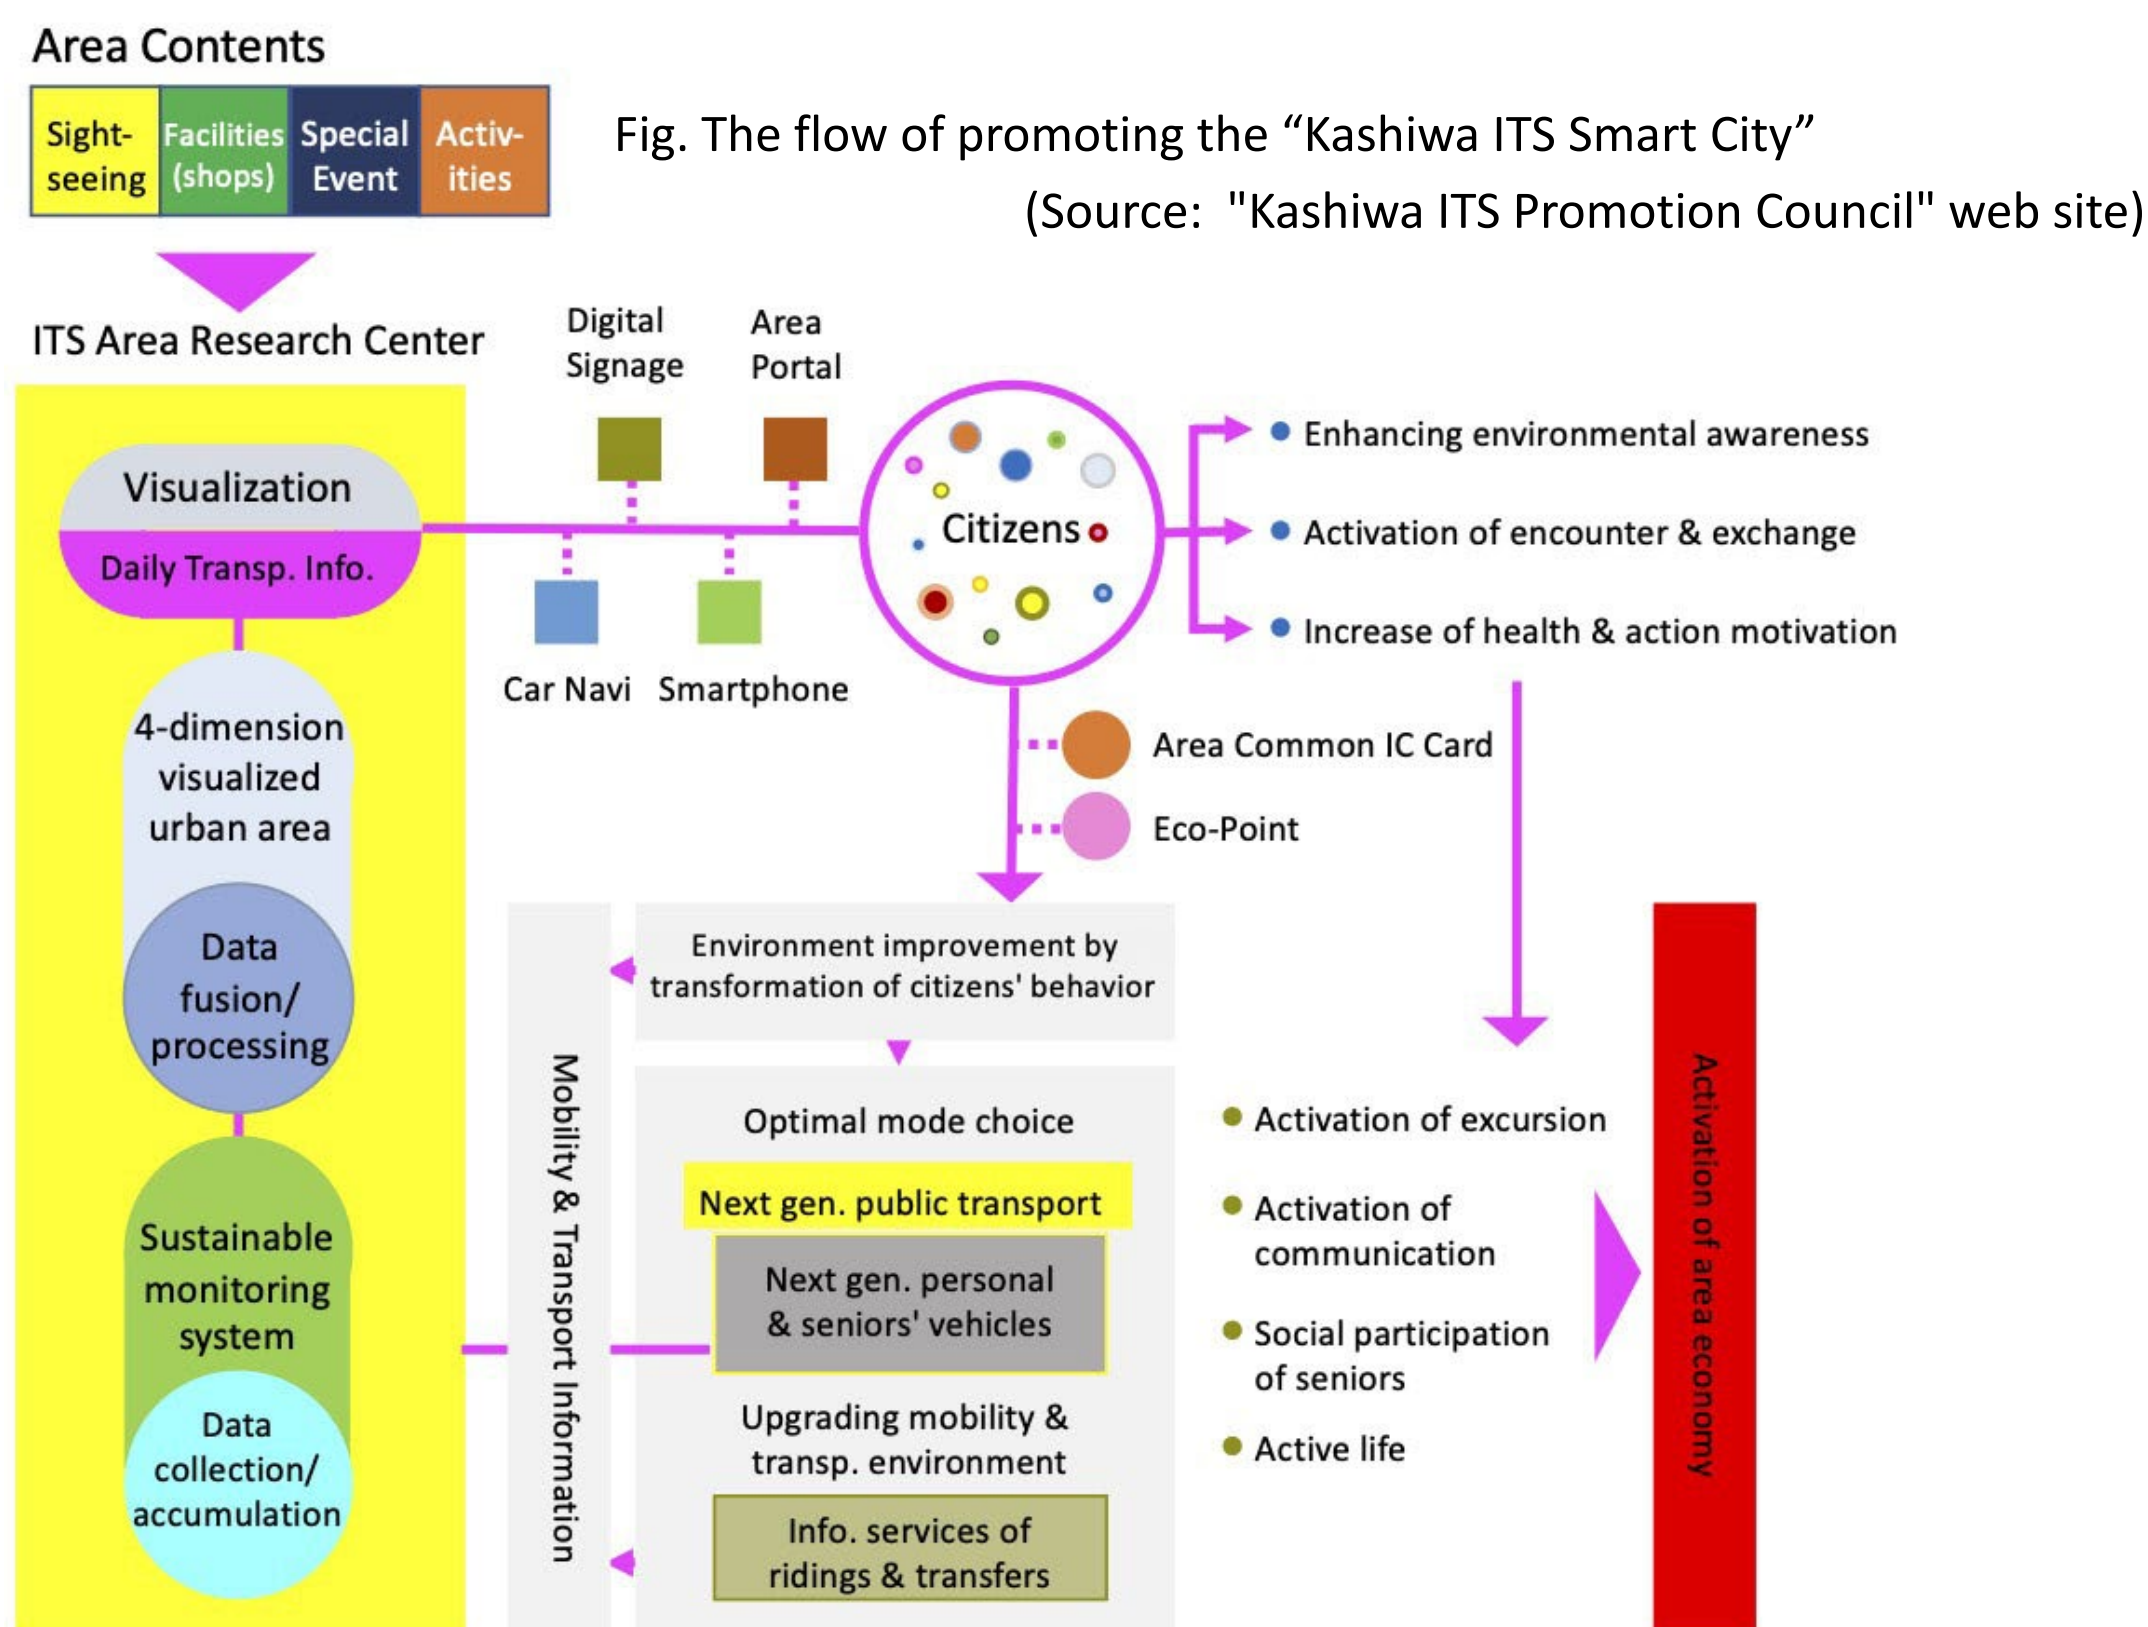 Area Contents
Sight-
seeing
Facilities
(shops)
Special
Event
Activ-
ities
Fig. The flow of promoting the “Kashiwa ITS Smart City”
(Source:  "Kashiwa ITS Promotion Council" web site)
ITS Area Research Center
Visualization
Daily Transp. Info.
4-dimension
visualized
urban area
Data
fusion/
processing
Sustainable
monitoring
system
Data
collection/
accumulation
Digital
Signage
Area
Portal
Car Navi
Smartphone
Citizens
Enhancing environmental awareness
Activation of encounter & exchange
Increase of health & action motivation
Area Common IC Card
Eco-Point
Mobility & Transport Information
Environment improvement by
transformation of citizens' behavior
Optimal mode choice
Next gen. public transport
Next gen. personal
& seniors' vehicles
Upgrading mobility &
transp. environment
Info. services of
ridings & transfers
Activation of excursion
Activation of
communication
Social participation
of seniors
Active life
Activation of area economy